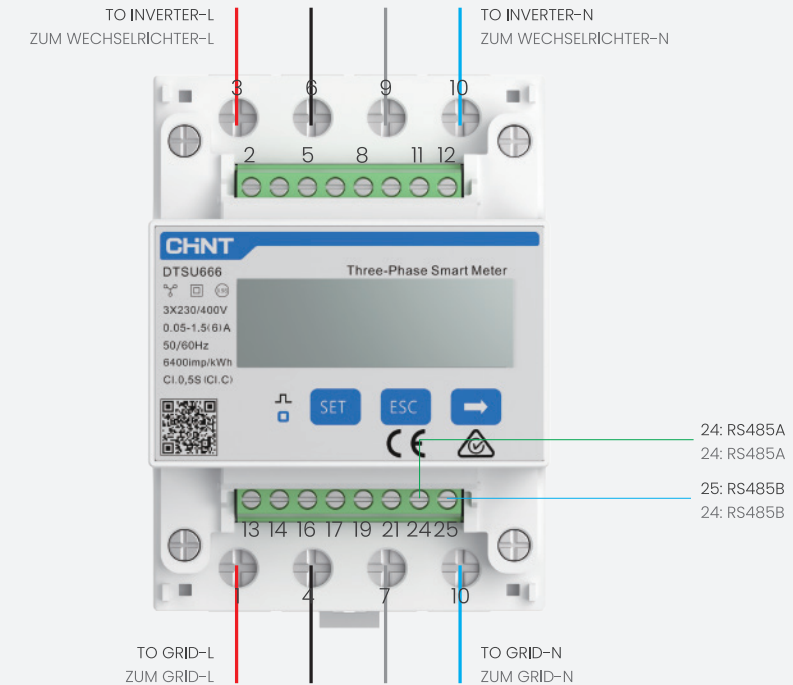 TO INVERTER-L
ZUM WECHSELRICHTER-L
TO INVERTER-N
ZUM WECHSELRICHTER-N
3 6 9 10
2 5 8 11 12
CHiNT
DTSU666
Three-Phase Smart Meter
3X230/400V
0.05-1.5(6)A
50/60Hz
6400imp/kWh
Cl.0,5S (Cl.C)
SET ESC
CE
24: RS485A
24: RS485A
25: RS485B
24: RS485B
13 14 16 17 19 21 24 25
1 4 7 10
TO GRID-L
ZUM GRID-L
TO GRID-N
ZUM GRID-N